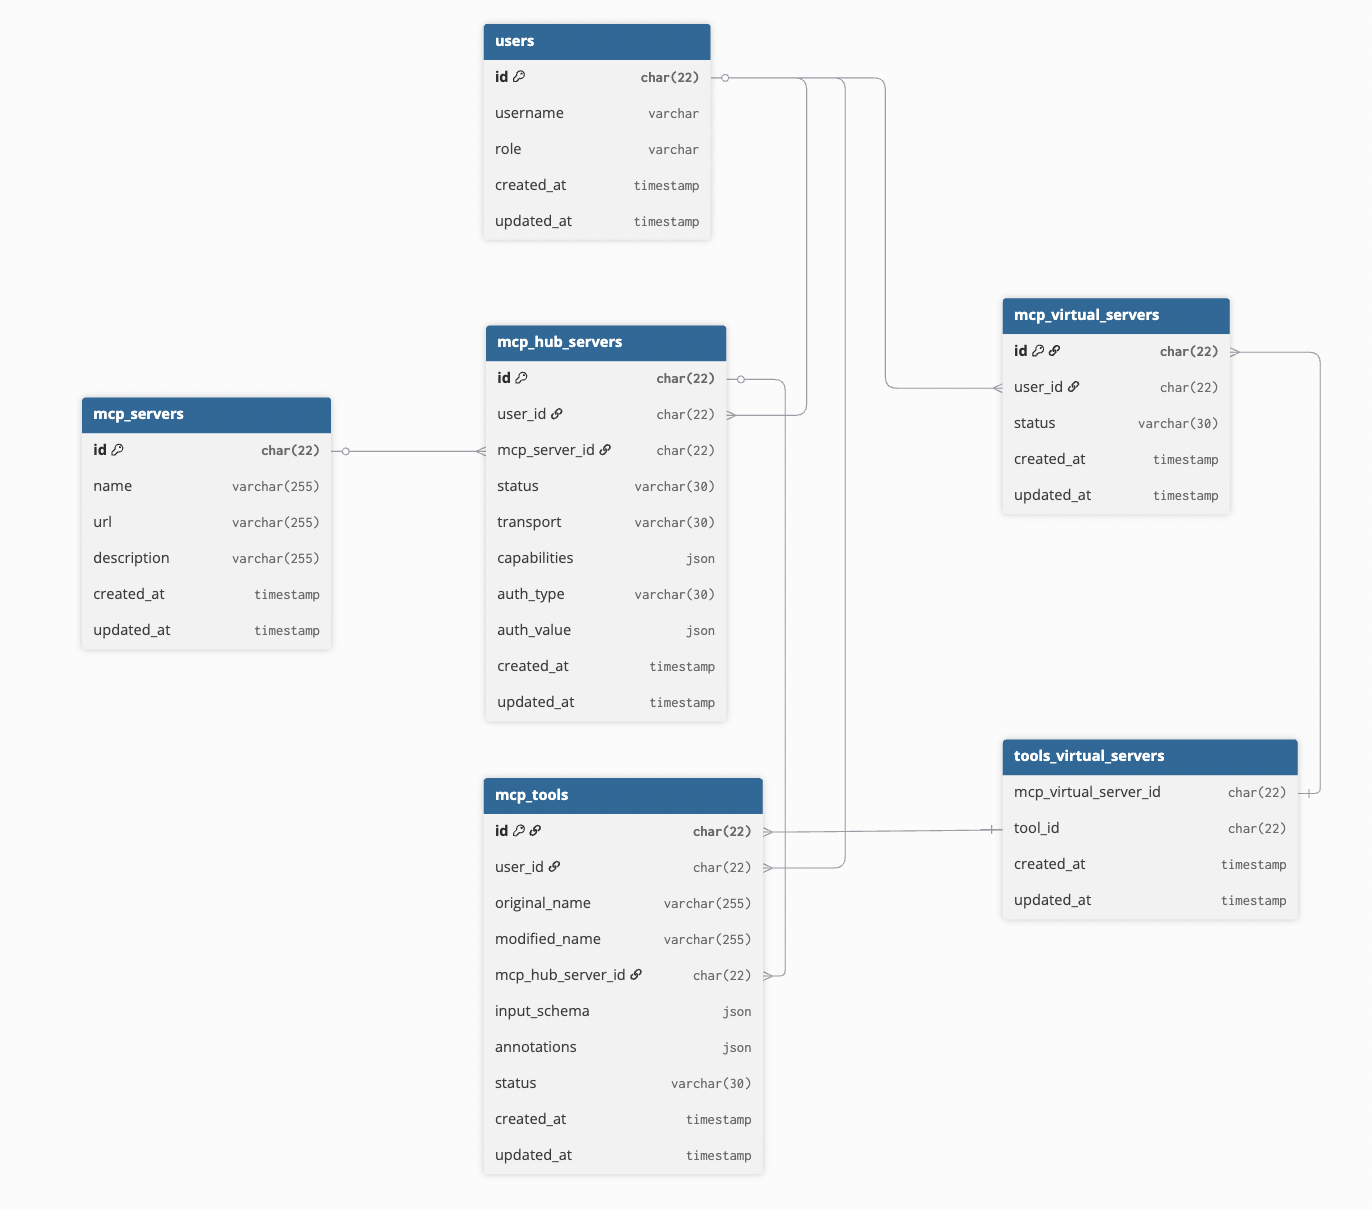 users
id char(22)
username varchar
role varchar
created_at timestamp
updated_at timestamp
mcp_servers
id char(22)
name varchar(255)
url varchar(255)
description varchar(255)
created_at timestamp
updated_at timestamp
mcp_hub_servers
id char(22)
user_id char(22)
mcp_server_id char(22)
status varchar(30)
transport varchar(30)
capabilities json
auth_type varchar(30)
auth_value json
created_at timestamp
updated_at timestamp
mcp_virtual_servers
id char(22)
user_id char(22)
status varchar(30)
created_at timestamp
updated_at timestamp
mcp_tools
id char(22)
user_id char(22)
original_name varchar(255)
modified_name varchar(255)
mcp_hub_server_id char(22)
input_schema json
annotations json
status varchar(30)
created_at timestamp
updated_at timestamp
tools_virtual_servers
mcp_virtual_server_id char(22)
tool_id char(22)
created_at timestamp
updated_at timestamp